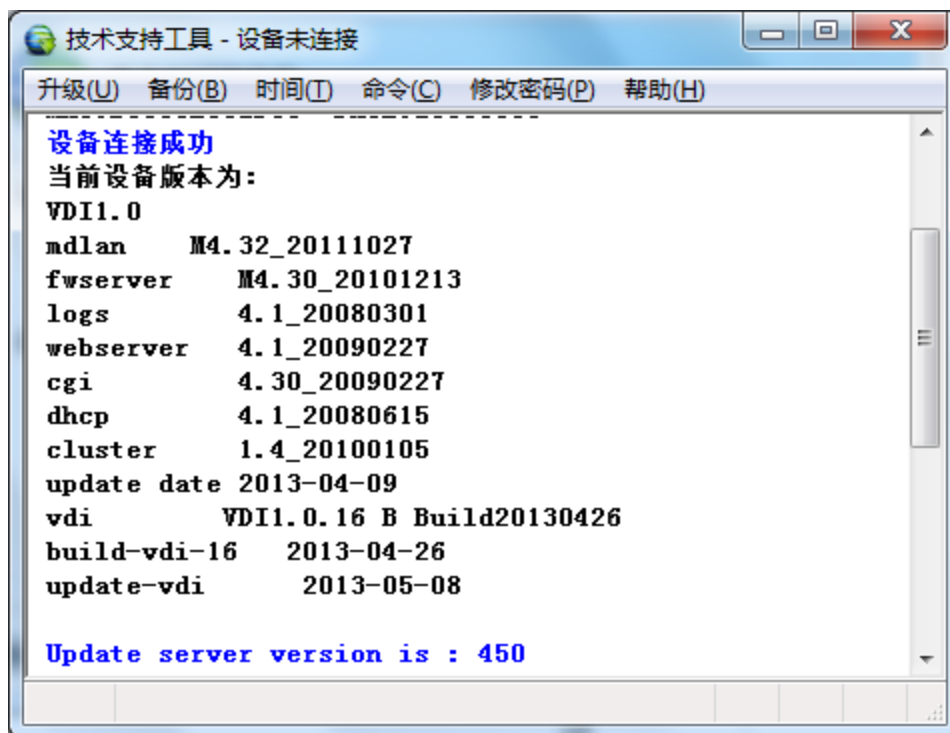 技术支持工具 - 设备未连接
升级(U) 备份(B) 时间(T) 命令(C) 修改密码(P) 帮助(H)
设备连接成功
当前设备版本为:
VDI1.0
mdlan M4.32_20111027
fwserver M4.30_20101213
logs 4.1_20080301
webserver 4.1_20090227
cgi 4.30_20090227
dhcp 4.1_20080615
cluster 1.4_20100105
update date 2013-04-09
vdi VDI1.0.16 B Build20130426
build-vdi-16 2013-04-26
update-vdi 2013-05-08
Update server version is : 450